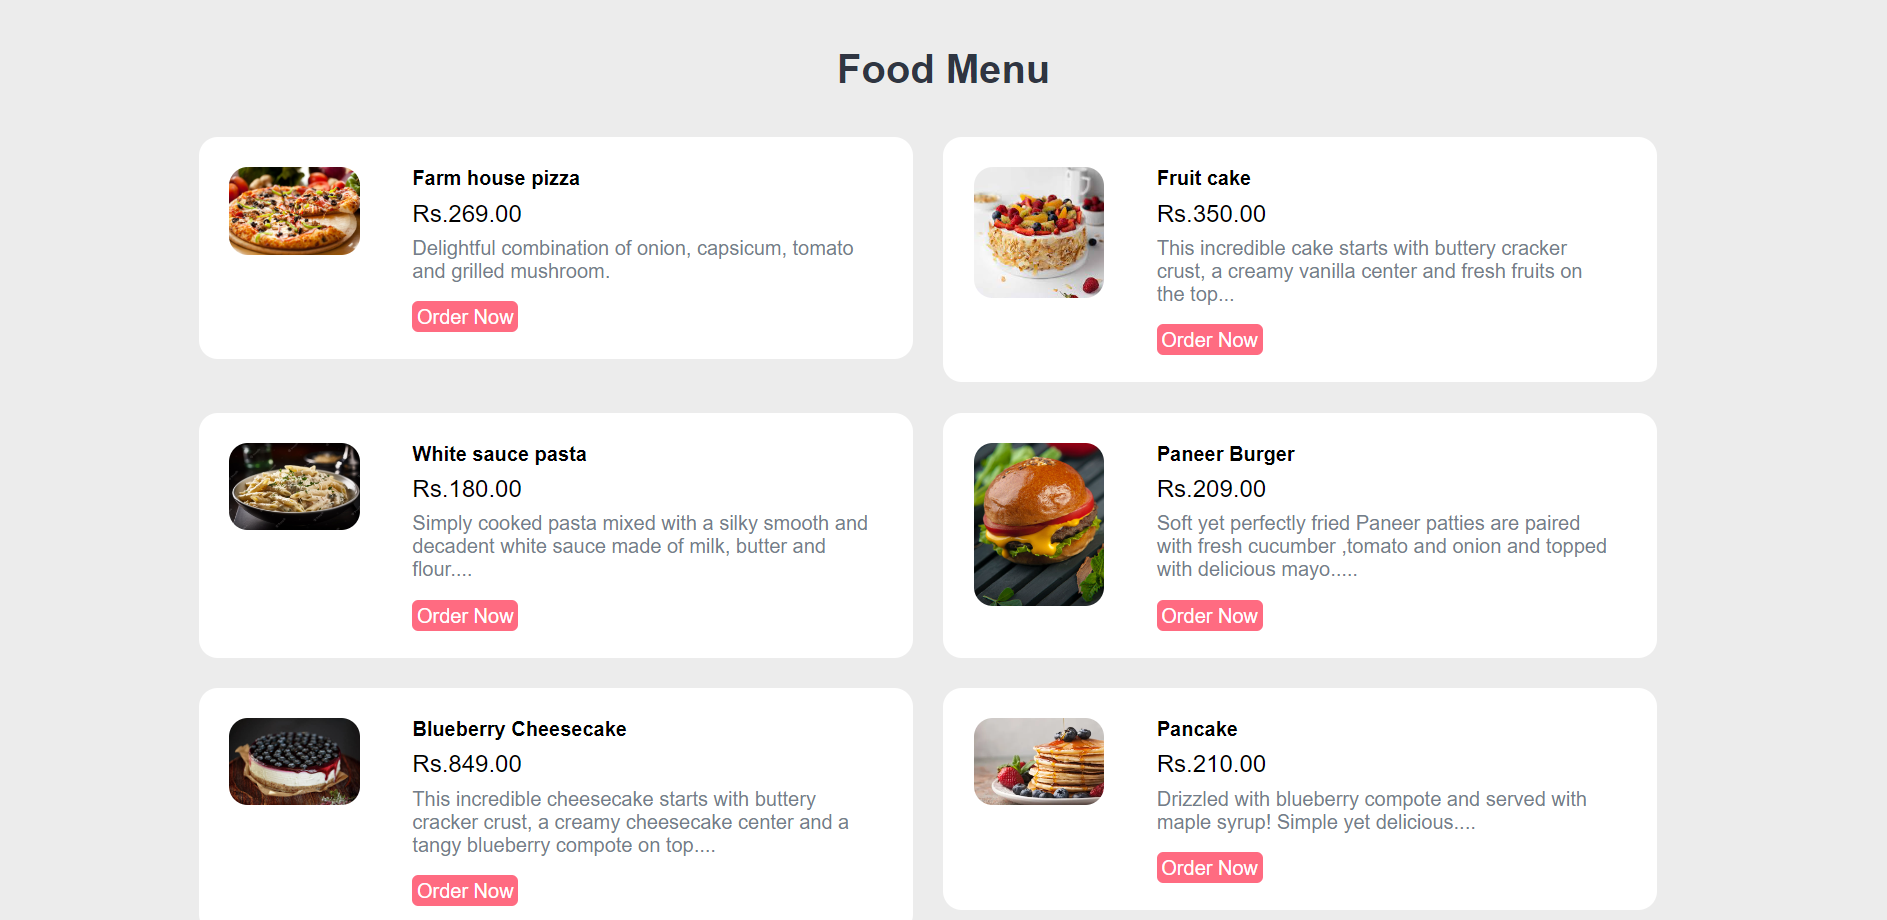 Food Menu
Farm house pizza
Rs.269.00
Delightful combination of onion, capsicum, tomato
and grilled mushroom.
Order Now
Fruit cake
Rs.350.00
This incredible cake starts with buttery cracker
crust, a creamy vanilla center and fresh fruits on
the top...
Order Now
White sauce pasta
Rs.180.00
Simply cooked pasta mixed with a silky smooth and
decadent white sauce made of milk, butter and
flour....
Order Now
Paneer Burger
Rs.209.00
Soft yet perfectly fried Paneer patties are paired
with fresh cucumber ,tomato and onion and topped
with delicious mayo.....
Order Now
Blueberry Cheesecake
Rs.849.00
This incredible cheesecake starts with buttery
cracker crust, a creamy cheesecake center and a
tangy blueberry compote on top....
Order Now
Pancake
Rs.210.00
Drizzled with blueberry compote and served with
maple syrup! Simple yet delicious....
Order Now